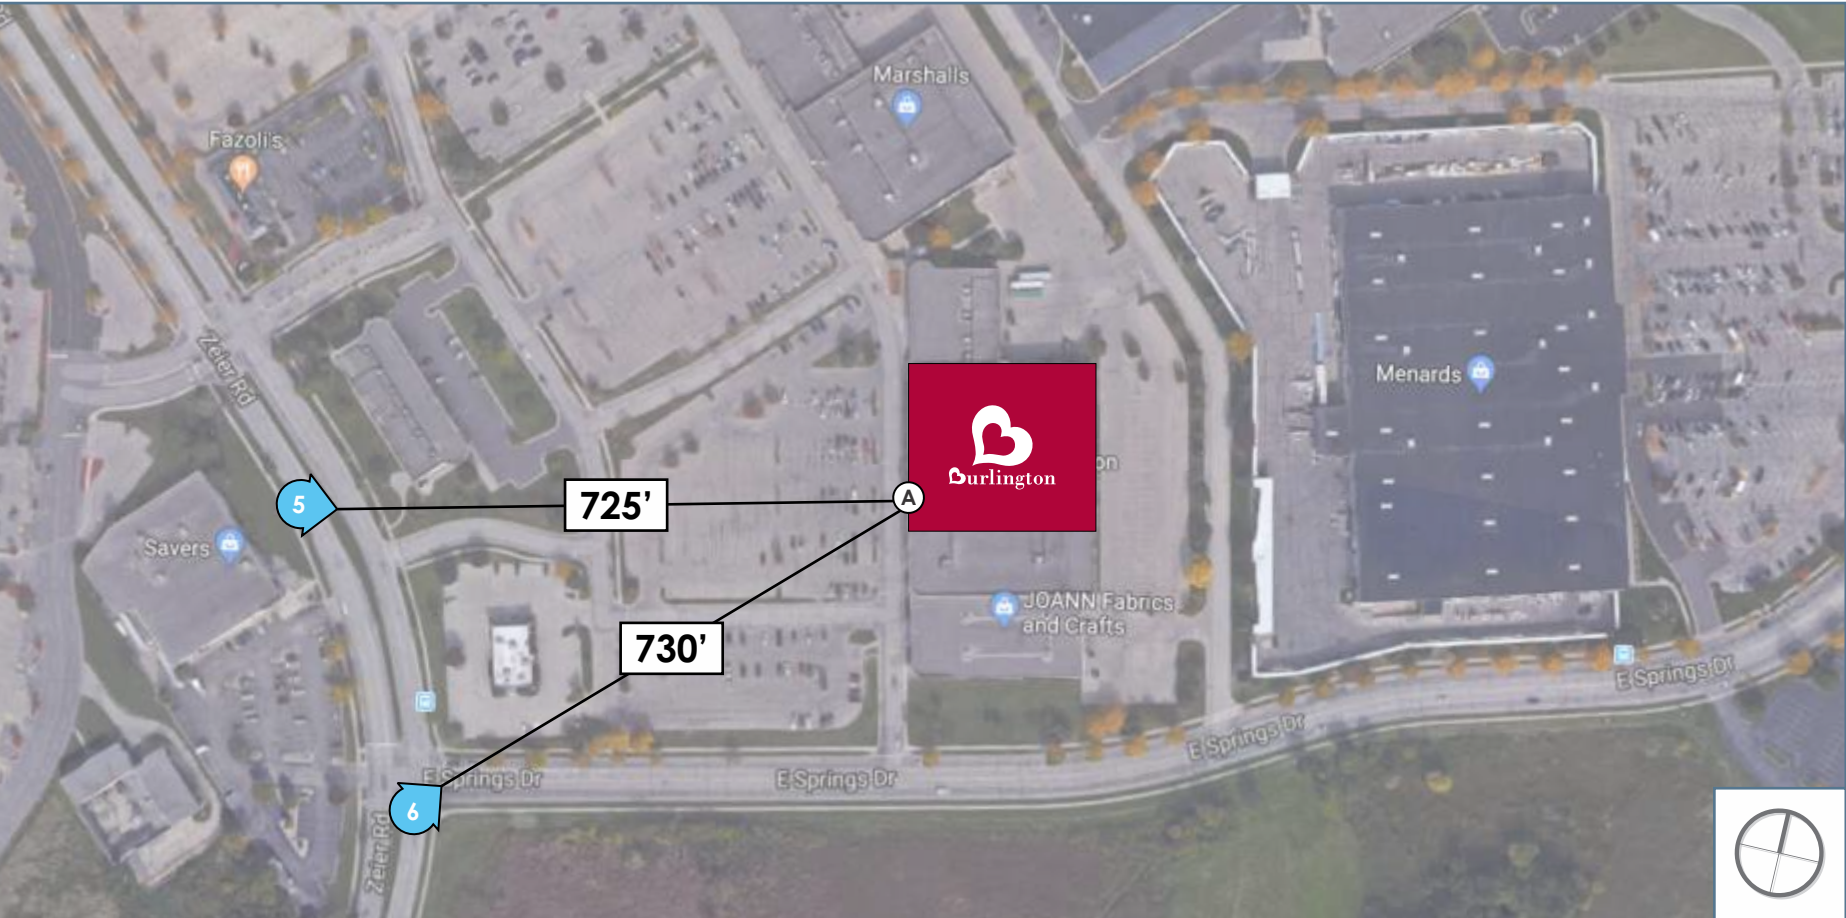 Marshalls
Fazoli's
Zeier Rd
Menards
Burlington
on
5
725’
A
Savers
JOANN Fabrics
and Crafts
730’
E Springs Dr
E Springs Dr
E Springs Dr
E Springs Dr
6
Zeier Rd